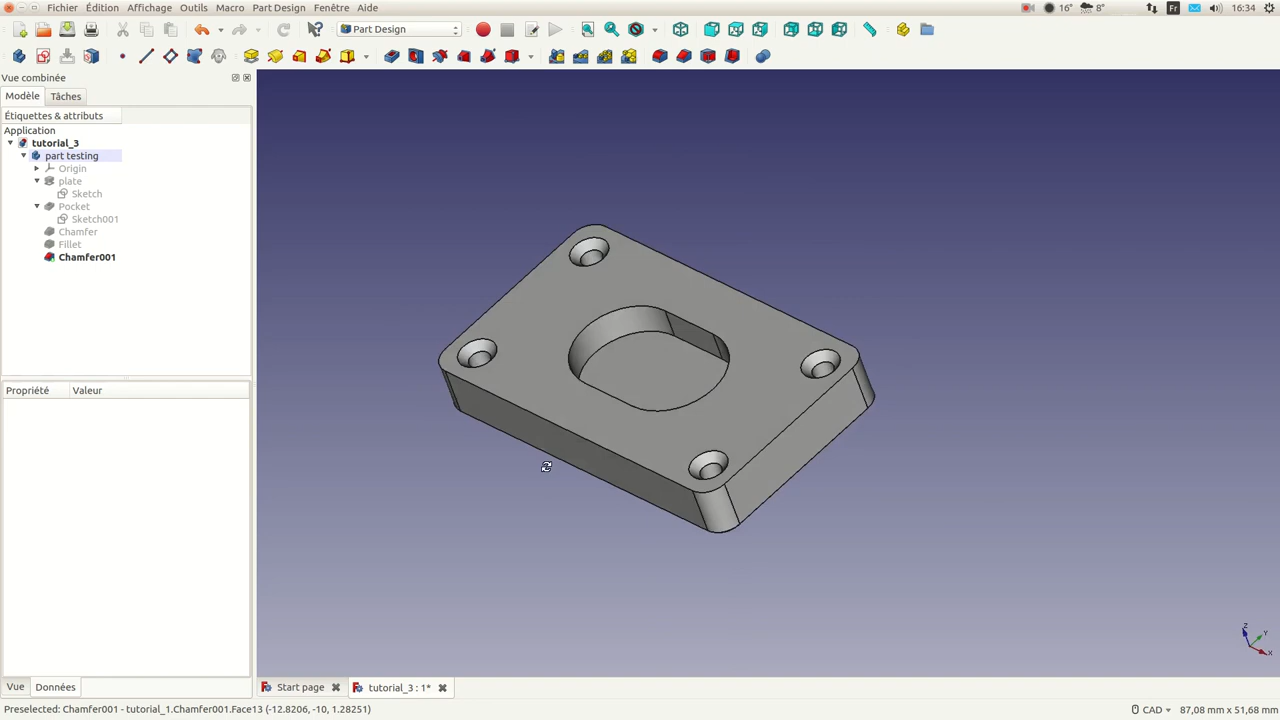 Fichier Édition Affichage Outils Macro Part Design Fenêtre Aide 16° 8° Fr 16:34
Part Design
Vue combinée
Modèle Tâches
Étiquettes & attributs
Application
tutorial_3
part testing
Origin
plate
Sketch
Pocket
Sketch001
Chamfer
Fillet
Chamfer001
Propriété Valeur
Z
Y
X
Vue Données
Start page
tutorial_3 : 1*
Preselected: Chamfer001 - tutorial_1.Chamfer001.Face13 (-12.8206, -10, 1.28251)
CAD
87,08 mm x 51,68 mm